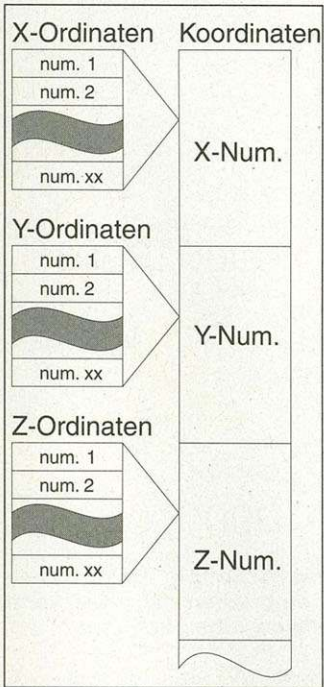 X-Ordinaten
num. 1
num. 2
num. xx
Y-Ordinaten
num. 1
num. 2
num. xx
Z-Ordinaten
num. 1
num. 2
num. xx
Koordinaten
X-Num.
Y-Num.
Z-Num.